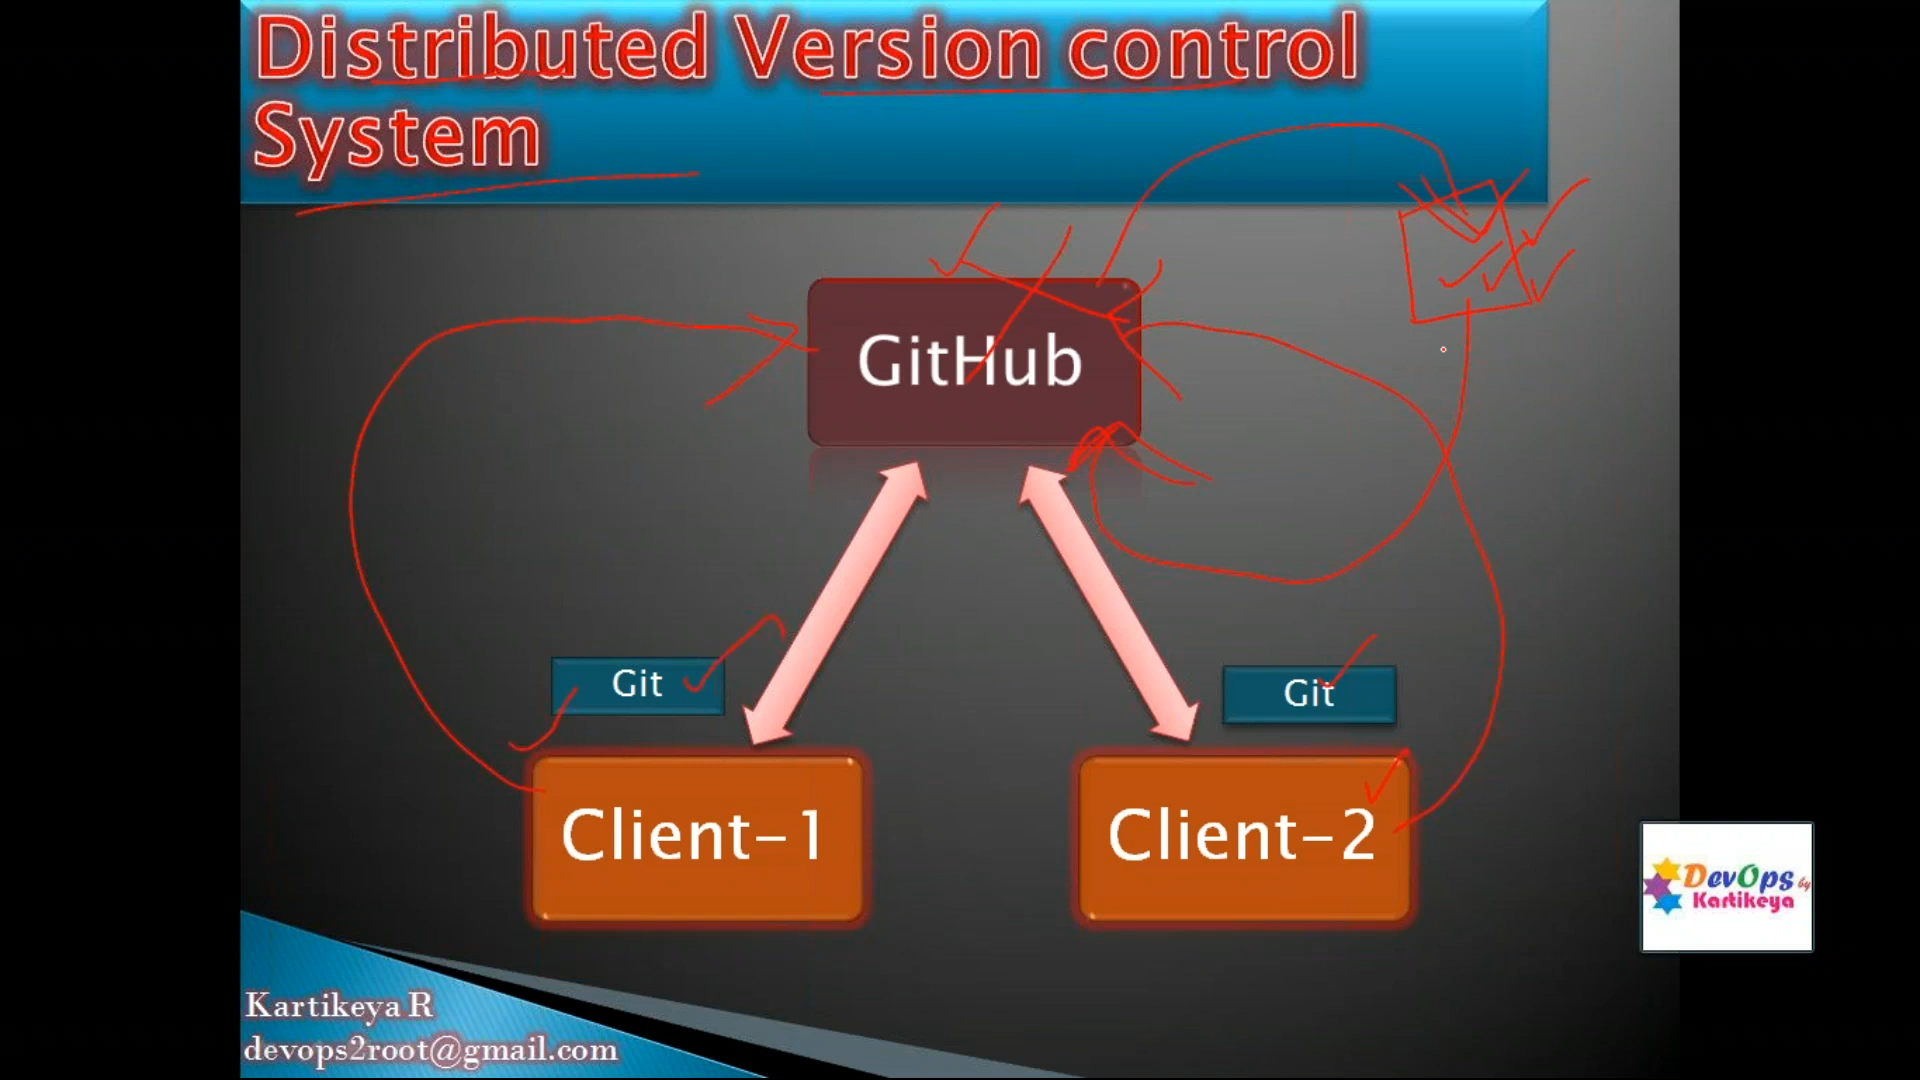 Distributed Version control
System
GitHub
Git
Git
Client-1
Client-2
DevOps by
Kartikeya
Kartikeya R
devops2root@gmail.com